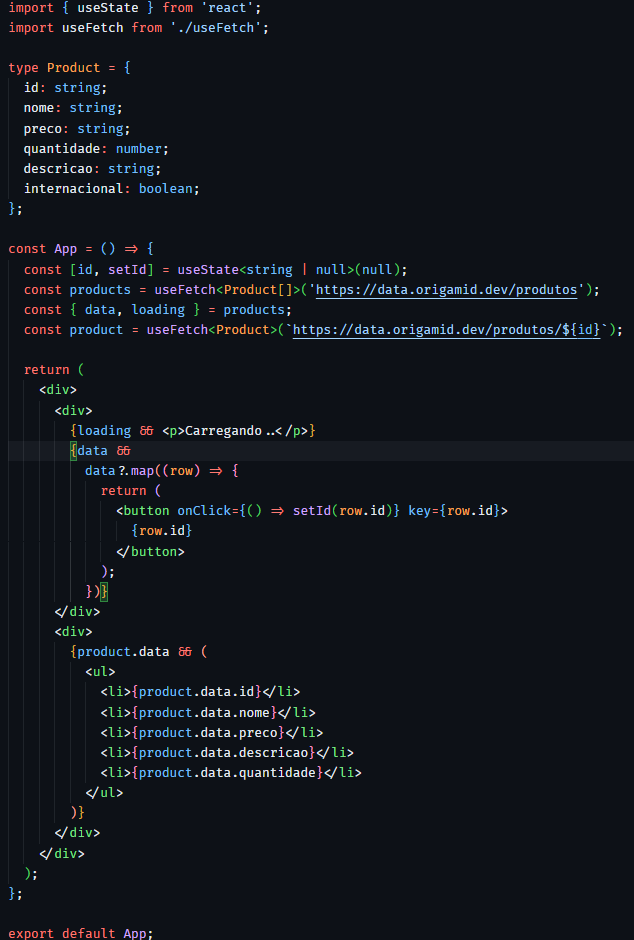 import { useState } from 'react';
import useFetch from './useFetch';

type Product = {
  id: string;
  nome: string;
  preco: string;
  quantidade: number;
  descricao: string;
  internacional: boolean;
};

const App = () => {
  const [id, setId] = useState<string | null>(null);
  const products = useFetch<Product[]>('https://data.origamid.dev/produtos');
  const { data, loading } = products;
  const product = useFetch<Product>(`https://data.origamid.dev/produtos/${id}`);

  return (
    <div>
      <div>
        {loading && <p>Carregando..</p>}
        {data &&
          data?.map((row) => {
            return (
              <button onClick={() => setId(row.id)} key={row.id}>
                {row.id}
              </button>
            );
          })}
      </div>
      <div>
        {product.data && (
          <ul>
            <li>{product.data.id}</li>
            <li>{product.data.nome}</li>
            <li>{product.data.preco}</li>
            <li>{product.data.descricao}</li>
            <li>{product.data.quantidade}</li>
          </ul>
        )}
      </div>
    </div>
  );
};

export default App;